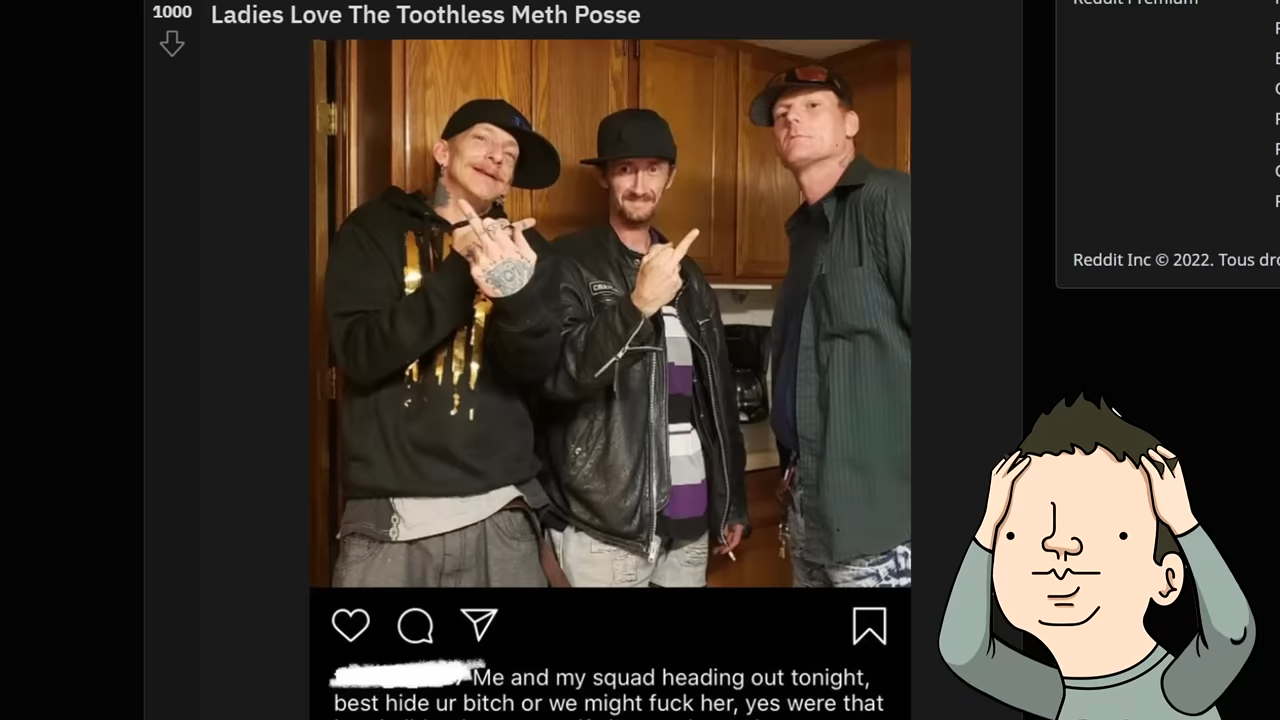 1000
Ladies Love The Toothless Meth Posse
Reddit Inc © 2022. Tous
Me and my squad heading out tonight,
best hide ur bitch or we might fuck her, yes were that